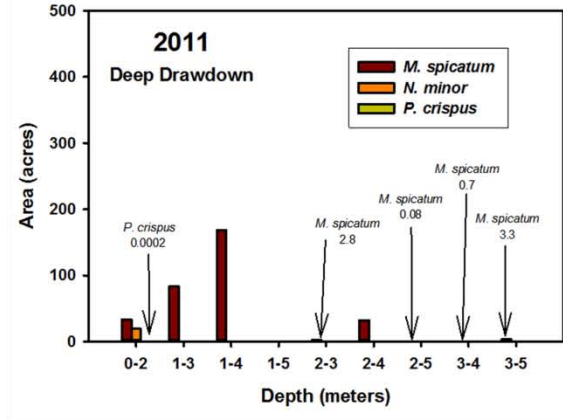 2011
Deep Drawdown
M. spicatum
N. minor
P. crispus
Area (acres)
500
400
300
200
100
0
P. crispus
0.0002
M. spicatum
2.8
M. spicatum
0.08
M. spicatum
0.7
M. spicatum
3.3
0-2 1-3 1-4 1-5 2-3 2-4 2-5 3-4 3-5
Depth (meters)